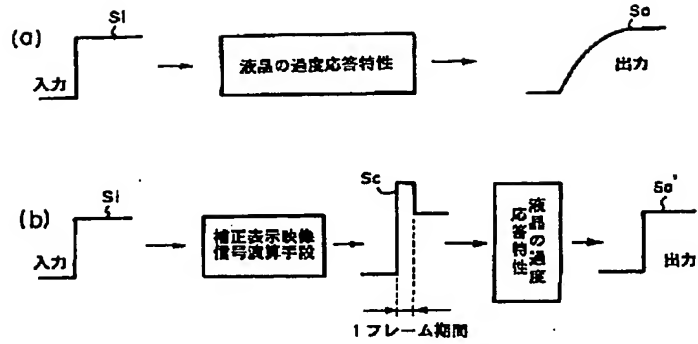 (a)
Si
入力
液晶の過度応答特性
So
出力
(b)
Si
入力
補正表示映像
信号演算手段
Sc
1フレーム期間
液晶の過度
応答特性
So'
出力